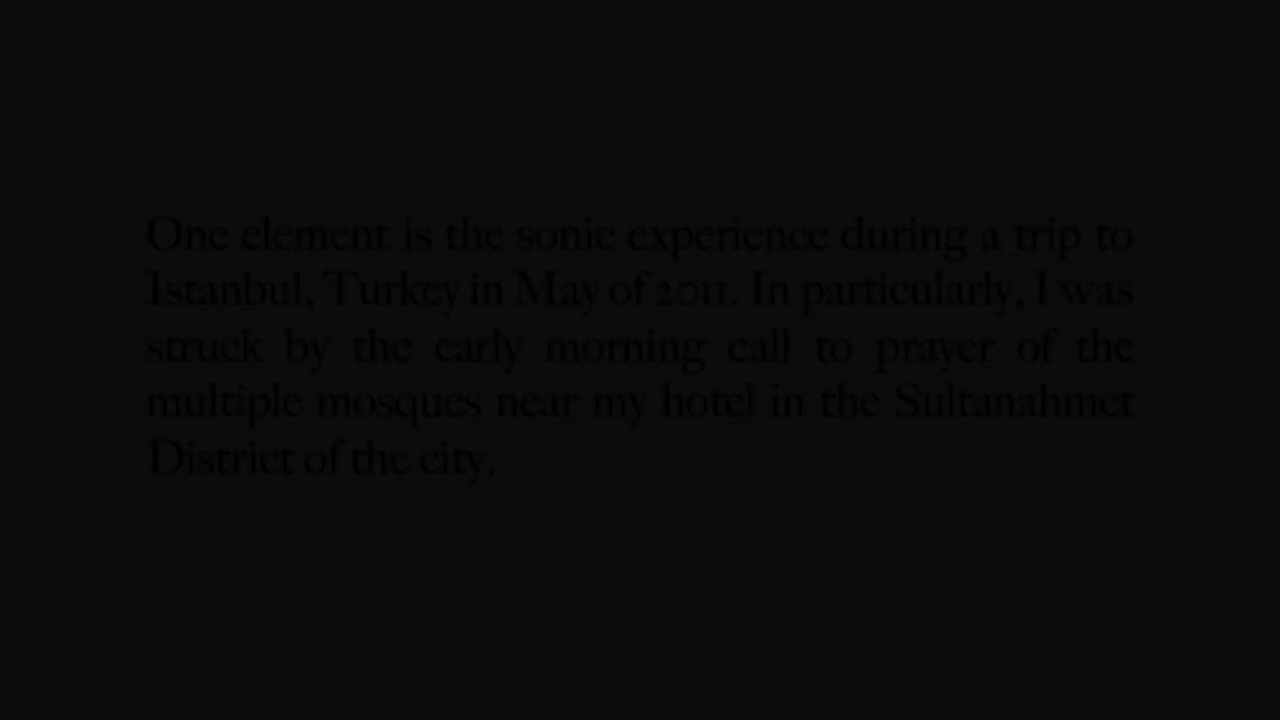 One element is the sonic experience during a trip to
Istanbul, Turkey in May of 2011. In particularly, I was
struck by the early morning call to prayer of the
multiple mosques near my hotel in the Sultanahmet
District of the city.